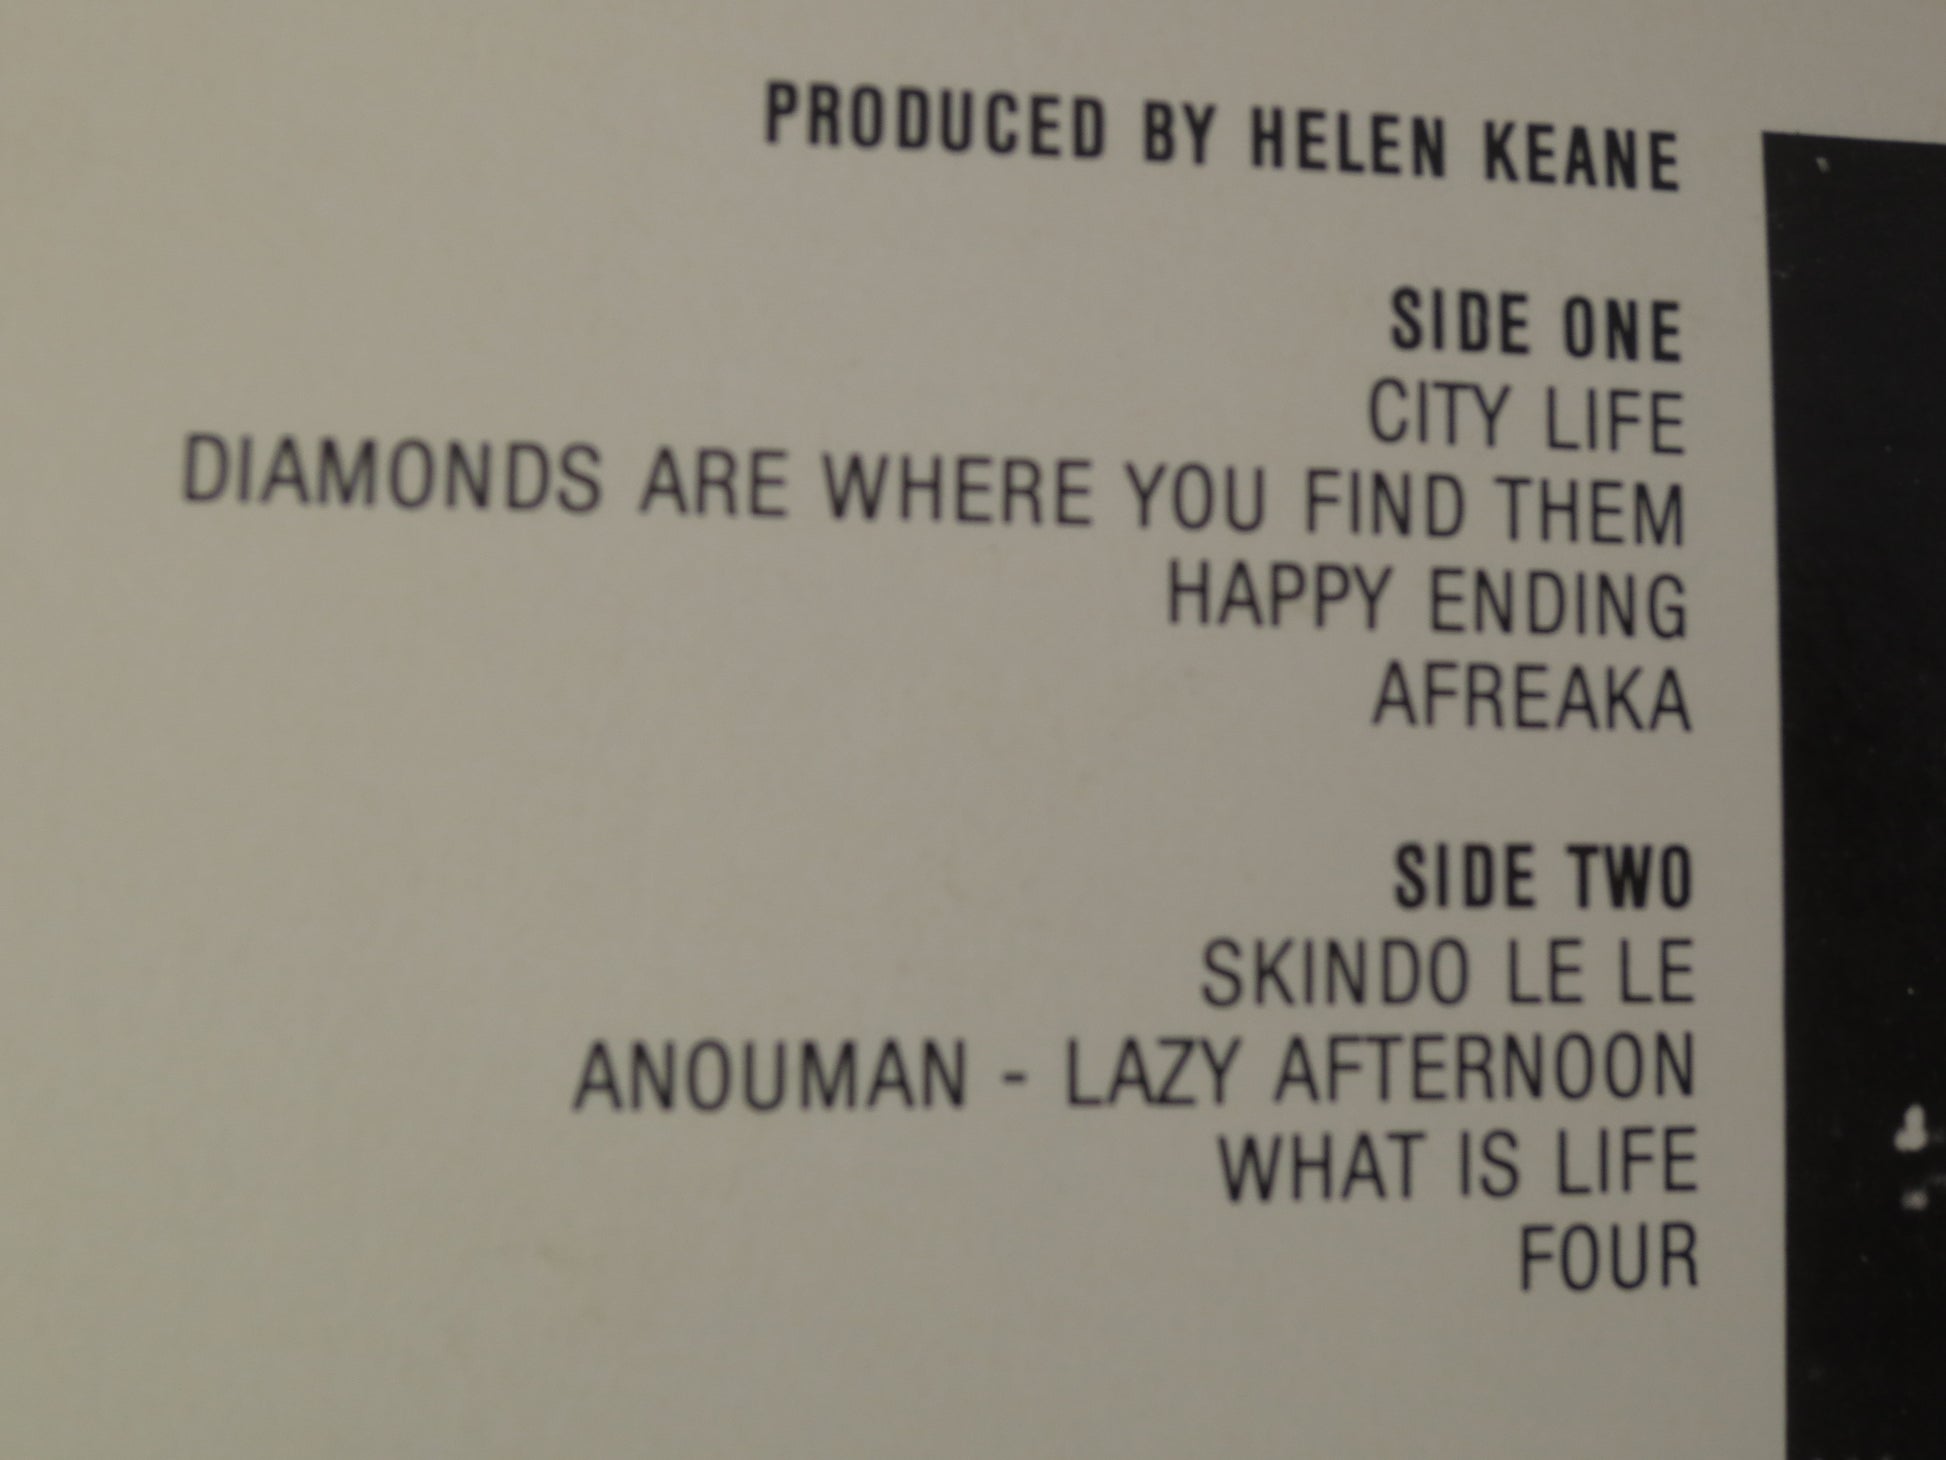 PRODUCED BY HELEN KEANE
SIDE ONE
CITY LIFE
DIAMONDS ARE WHERE YOU FIND THEM
HAPPY ENDING
AFREAKA
SIDE TWO
SKINDO LE LE
ANOUMAN - LAZY AFTERNOON
WHAT IS LIFE
FOUR